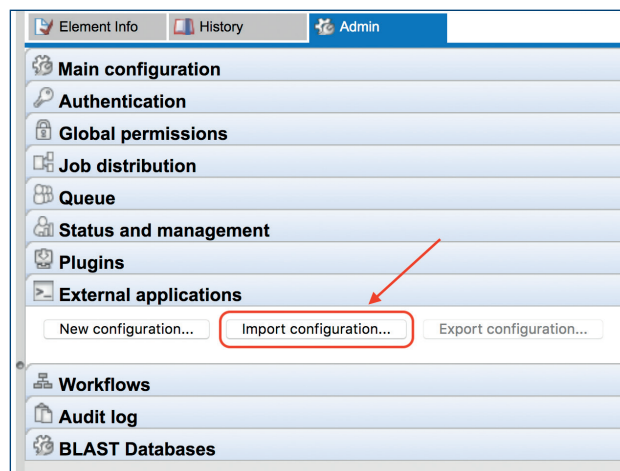 Element Info History Admin
Main configuration
Authentication
Global permissions
Job distribution
Queue
Status and management
Plugins
External applications
New configuration... Import configuration... Export configuration...
Workflows
Audit log
BLAST Databases